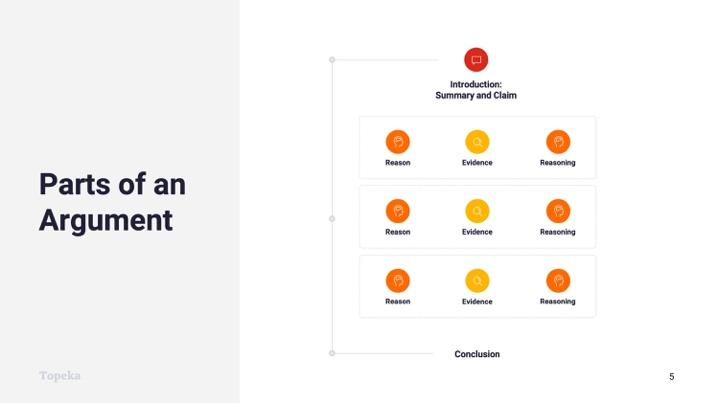 Parts of an
Argument
Introduction:
Summary and Claim
Reason
Evidence
Reasoning
Reason
Evidence
Reasoning
Reason
Evidence
Reasoning
Conclusion
Topeka
5